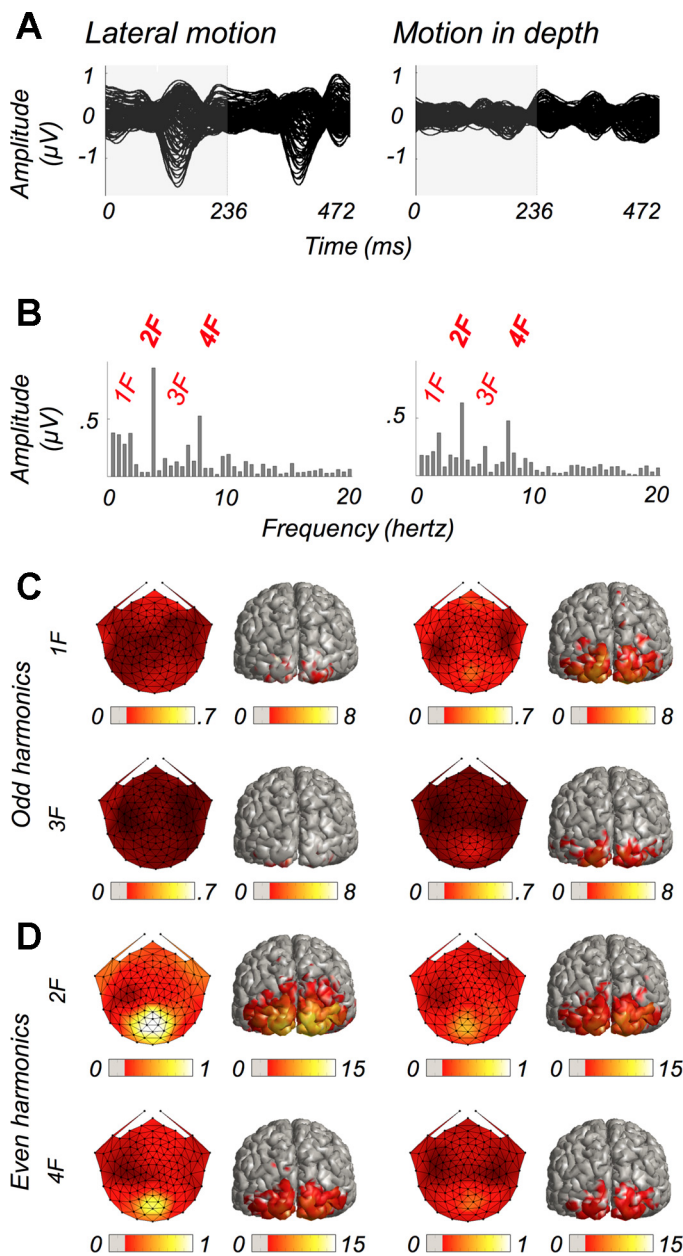 A
Lateral motion
Motion in depth
Amplitude (μV)
1
0
-1
1
0
-1
0 236 472
0 236 472
Time (ms)
B
2F 4F
2F 4F
1F 3F
1F 3F
Amplitude (μV)
.5
.5
0 10 20
0 10 20
Frequency (hertz)
C
Odd harmonics
1F
0 .7 0 8 0 .7 0 8
3F
0 .7 0 8 0 .7 0 8
D
Even harmonics
2F
0 1 0 15 0 1 0 15
4F
0 1 0 15 0 1 0 15